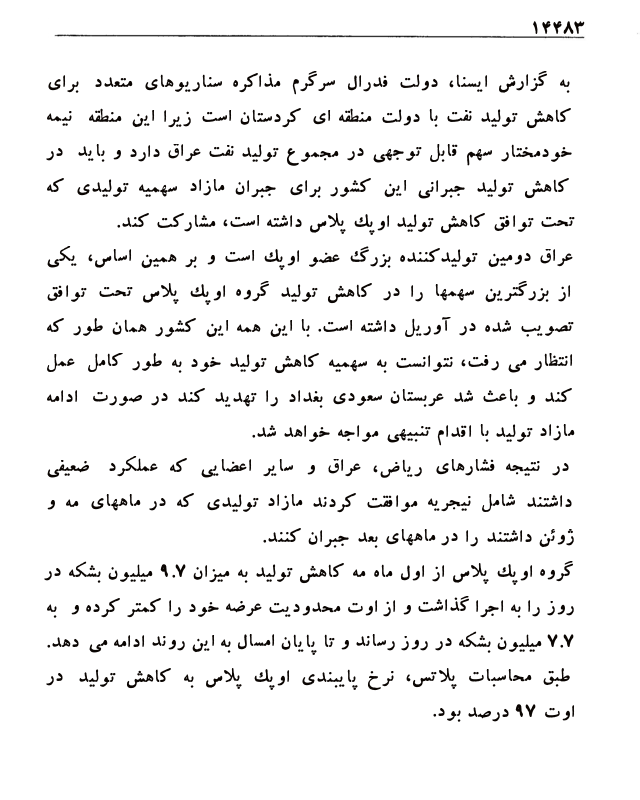 ۱۴۴۸۳
به گزارش ایسنا، دولت فدرال سرگرم مذاکره سناریوهای متعدد برای
کاهش تولید نفت با دولت منطقه ای کردستان است زیرا این منطقه نیمه
خودمختار سهم قابل توجهی در مجموع تولید نفت عراق دارد و باید در
کاهش تولید جبرانی این کشور برای جبران مازاد سهمیه تولیدی که
تحت توافق کاهش تولید اوپك پلاس داشته است، مشارکت کند.
عراق دومین تولیدکننده بزرگ عضو اوپك است و بر همین اساس، یکی
از بزرگترین سهمها را در کاهش تولید گروه اوپك پلاس تحت توافق
تصویب شده در آوریل داشته است. با این همه این کشور همان طور که
انتظار می رفت، نتوانست به سهمیه کاهش تولید خود به طور کامل عمل
کند و باعث شد عربستان سعودی بغداد را تهدید کند در صورت ادامه
مازاد تولید با اقدام تنبیهی مواجه خواهد شد.
در نتیجه فشارهای ریاض، عراق و سایر اعضایی که عملکرد ضعیفی
داشتند شامل نیجریه موافقت کردند مازاد تولیدی که در ماههای مه و
ژوئن داشتند را در ماههای بعد جبران کنند.
گروه اوپك پلاس از اول ماه مه کاهش تولید به میزان ۹.۷ میلیون بشکه در
روز را به اجرا گذاشت و از اوت محدودیت عرضه خود را کمتر کرده و به
۷.۷ میلیون بشکه در روز رساند و تا پایان امسال به این روند ادامه می دهد.
طبق محاسبات پلاتس، نرخ پایبندی اوپك پلاس به کاهش تولید در
اوت ۹۷ درصد بود.